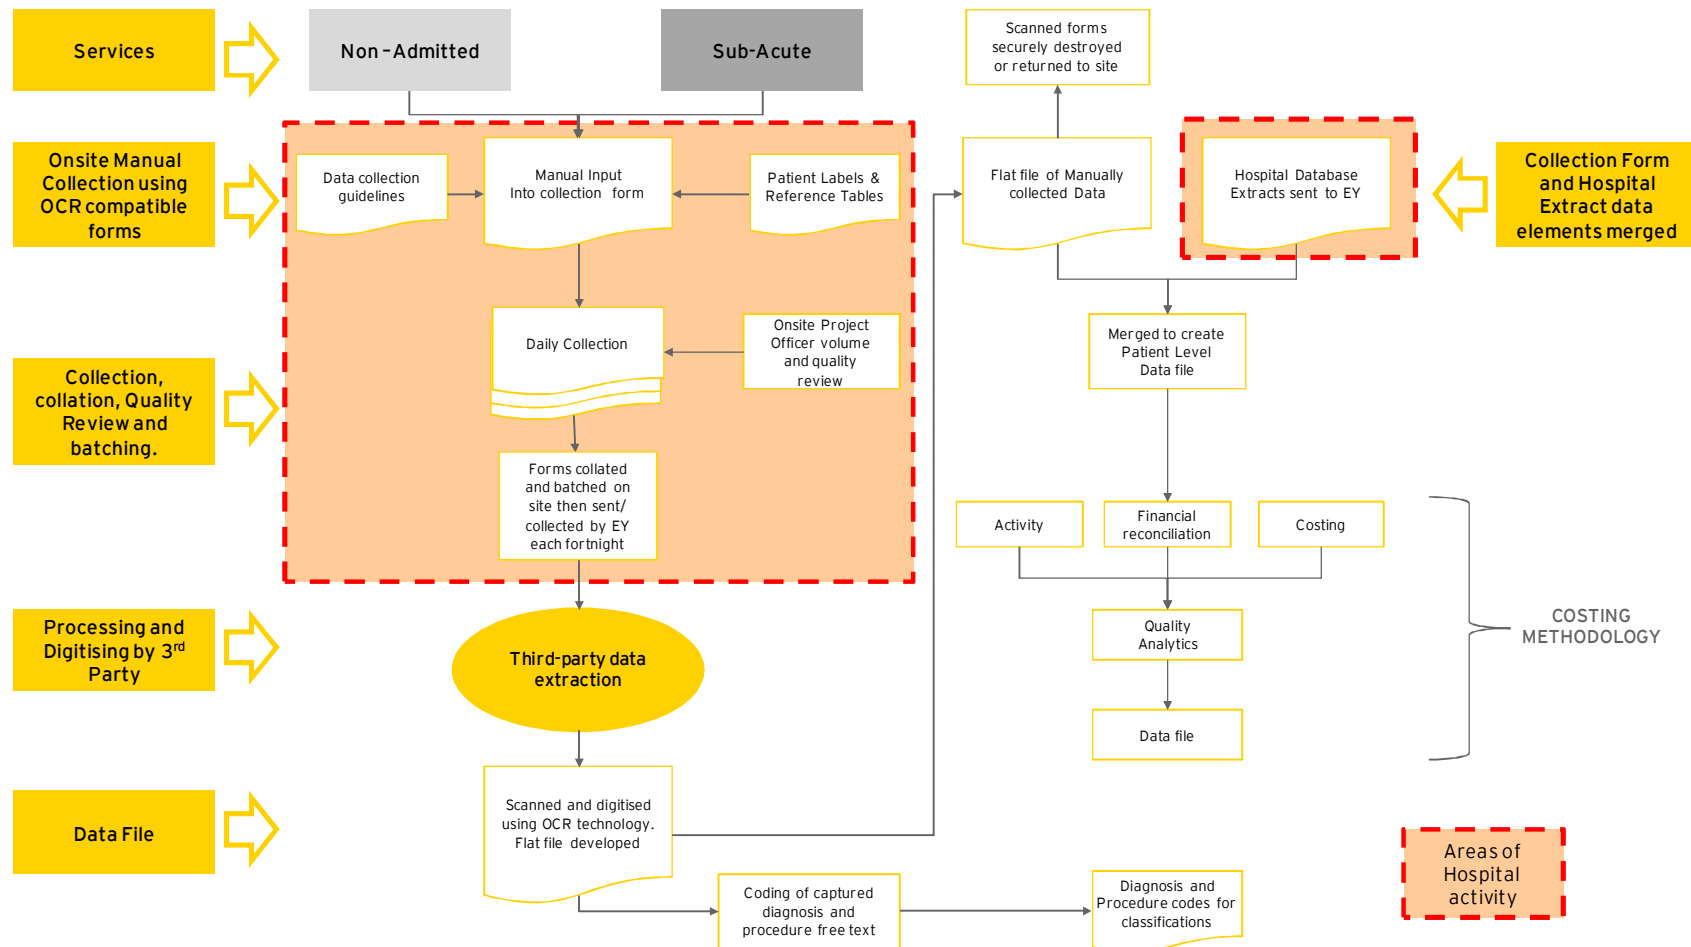 Services
Non – Admitted
Sub-Acute
Scanned forms
securely destroyed
or returned to site
Onsite Manual
Collection using
OCR compatible
forms
Data collection
guidelines
Manual Input
Into collection form
Patient Labels &
Reference Tables
Flat file of Manually
collected Data
Hospital Database
Extracts sent to EY
Collection Form
and Hospital
Extract data
elements merged
Collection,
collation, Quality
Review and
batching.
Daily Collection
Onsite Project
Officer volume
and quality
review
Merged to create
Patient Level
Data file
Forms collated
and batched on
site then sent/
collected by EY
each fortnight
Activity
Financial
reconciliation
Costing
Processing and
Digitising by 3rd
Party
Third-party data
extraction
Quality
Analytics
COSTING
METHODOLOGY
Data file
Data File
Scanned and digitised
using OCR technology.
Flat file developed
Areas of
Hospital
activity
Coding of captured
diagnosis and
procedure free text
Diagnosis and
Procedure codes for
classifications